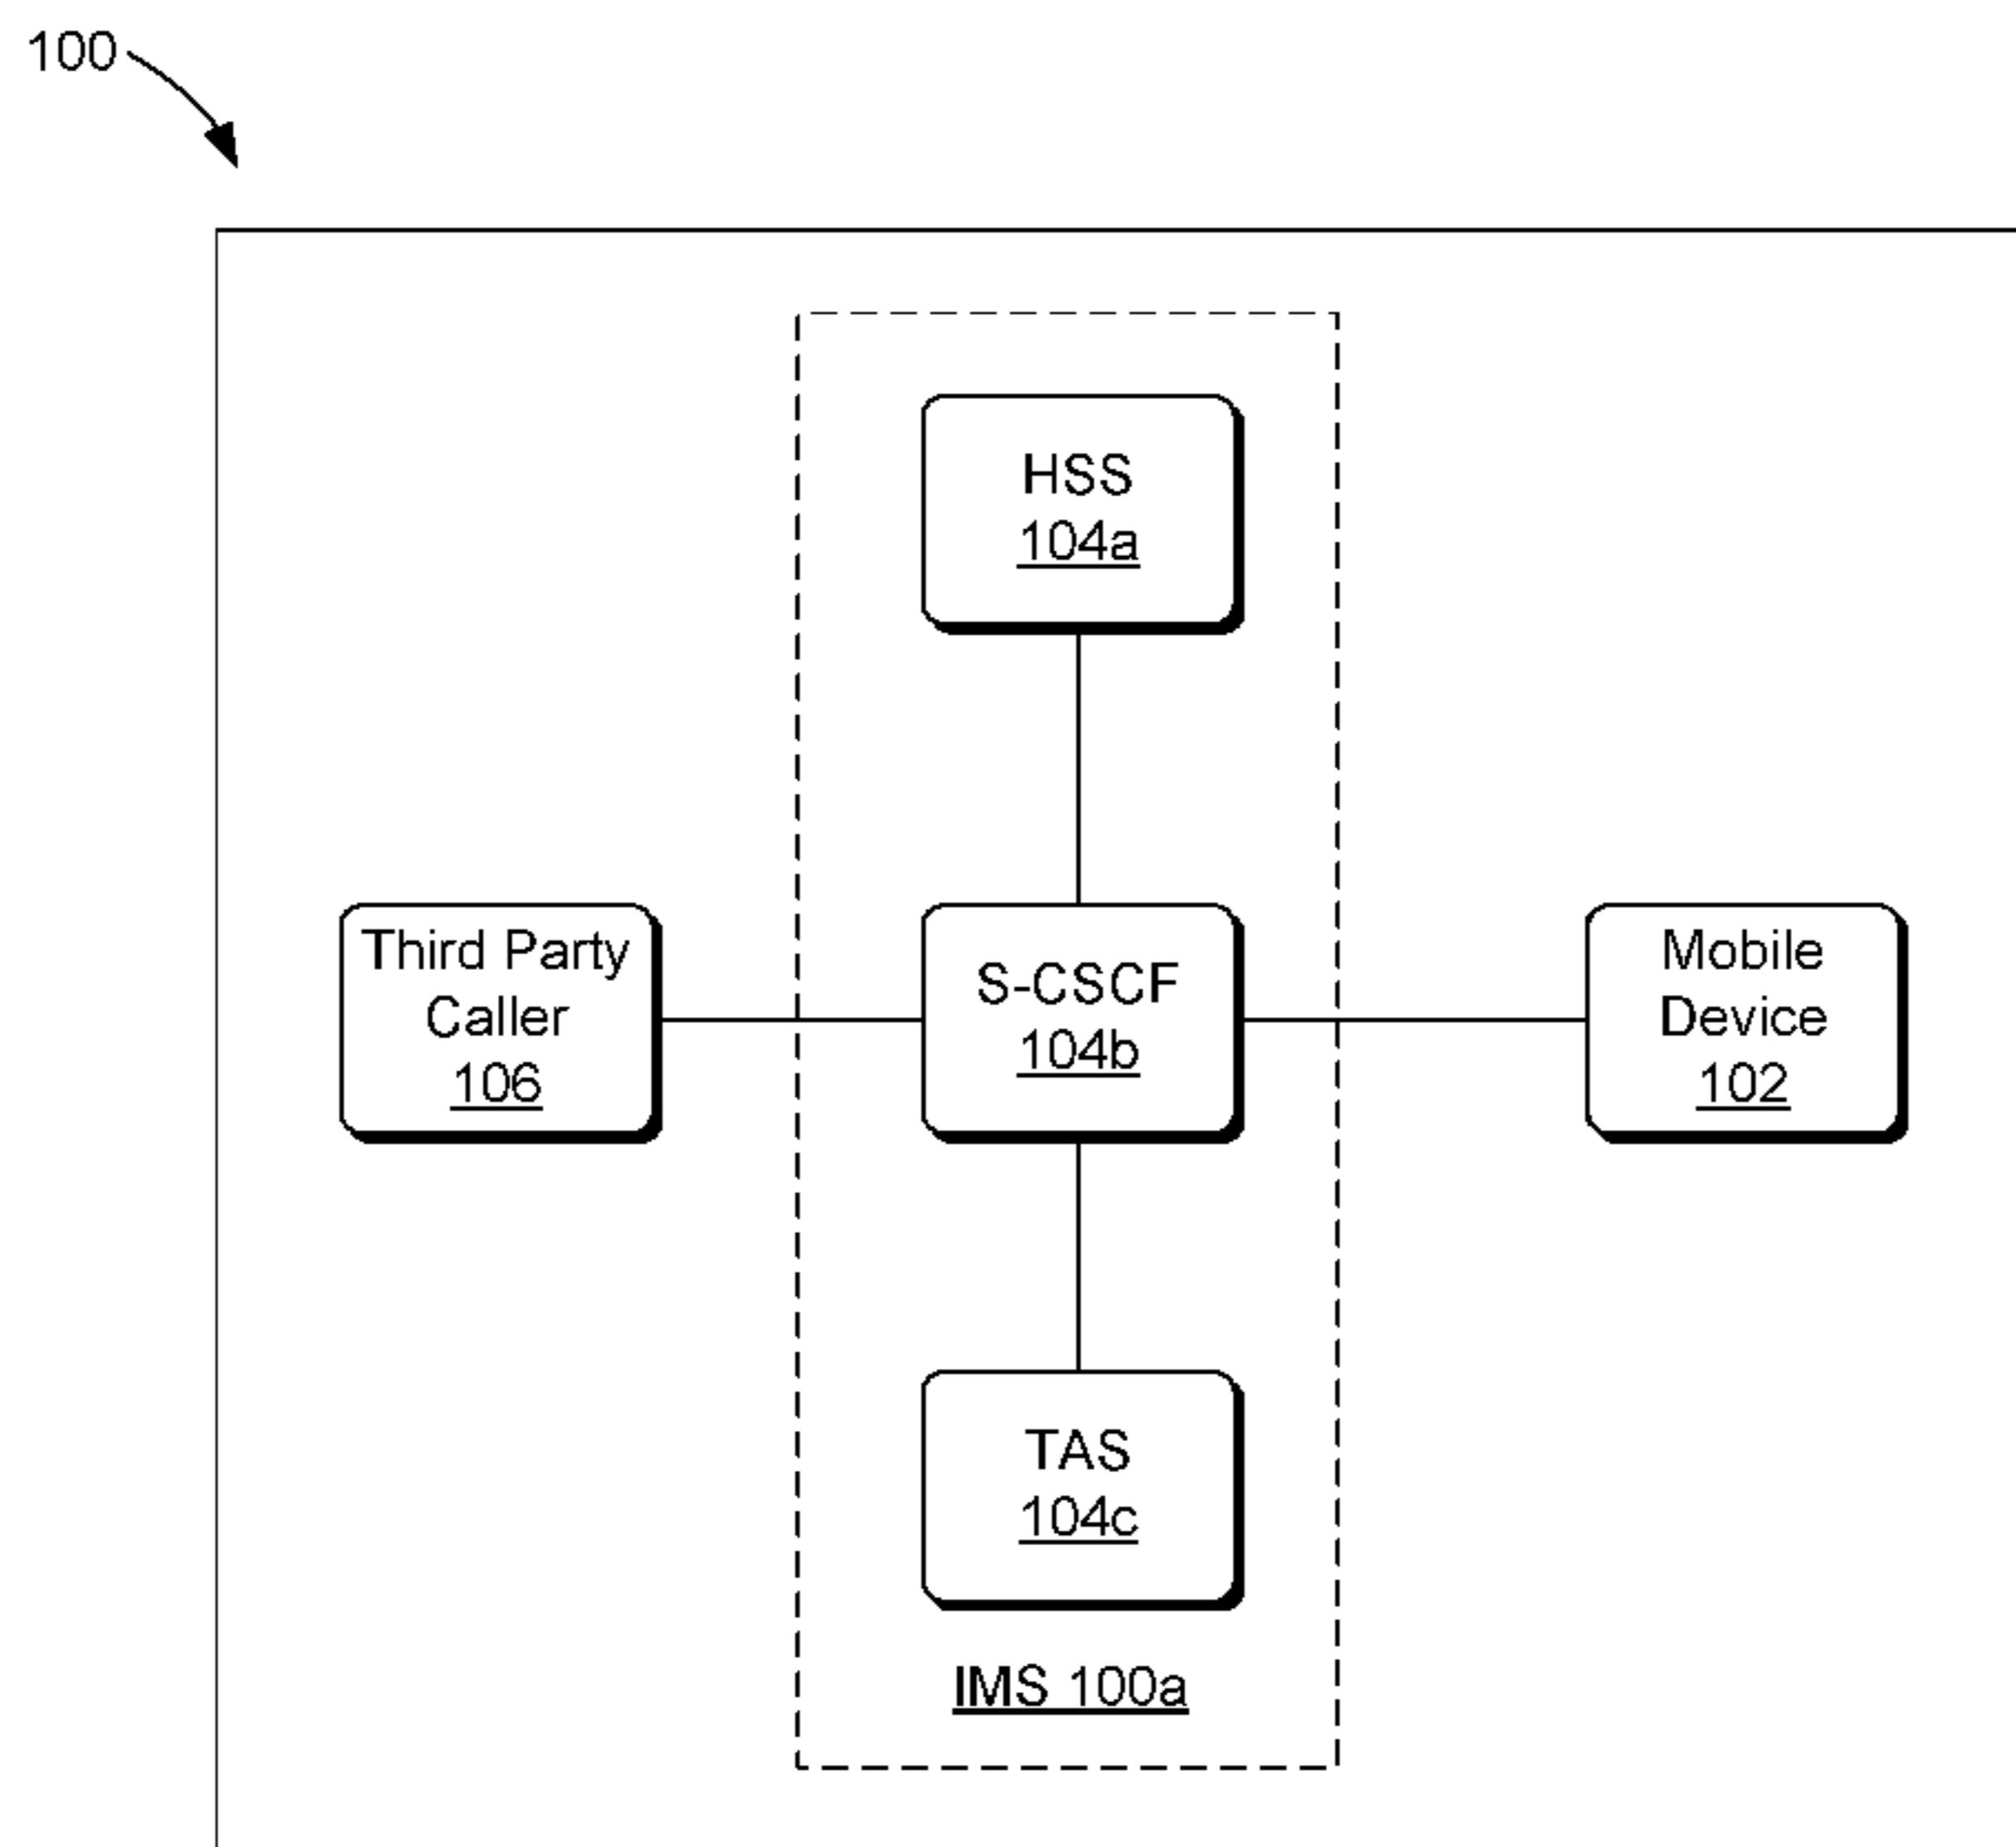 100
HSS
104a
Third Party
Caller
106
S-CSCF
104b
Mobile
Device
102
TAS
104c
IMS 100a